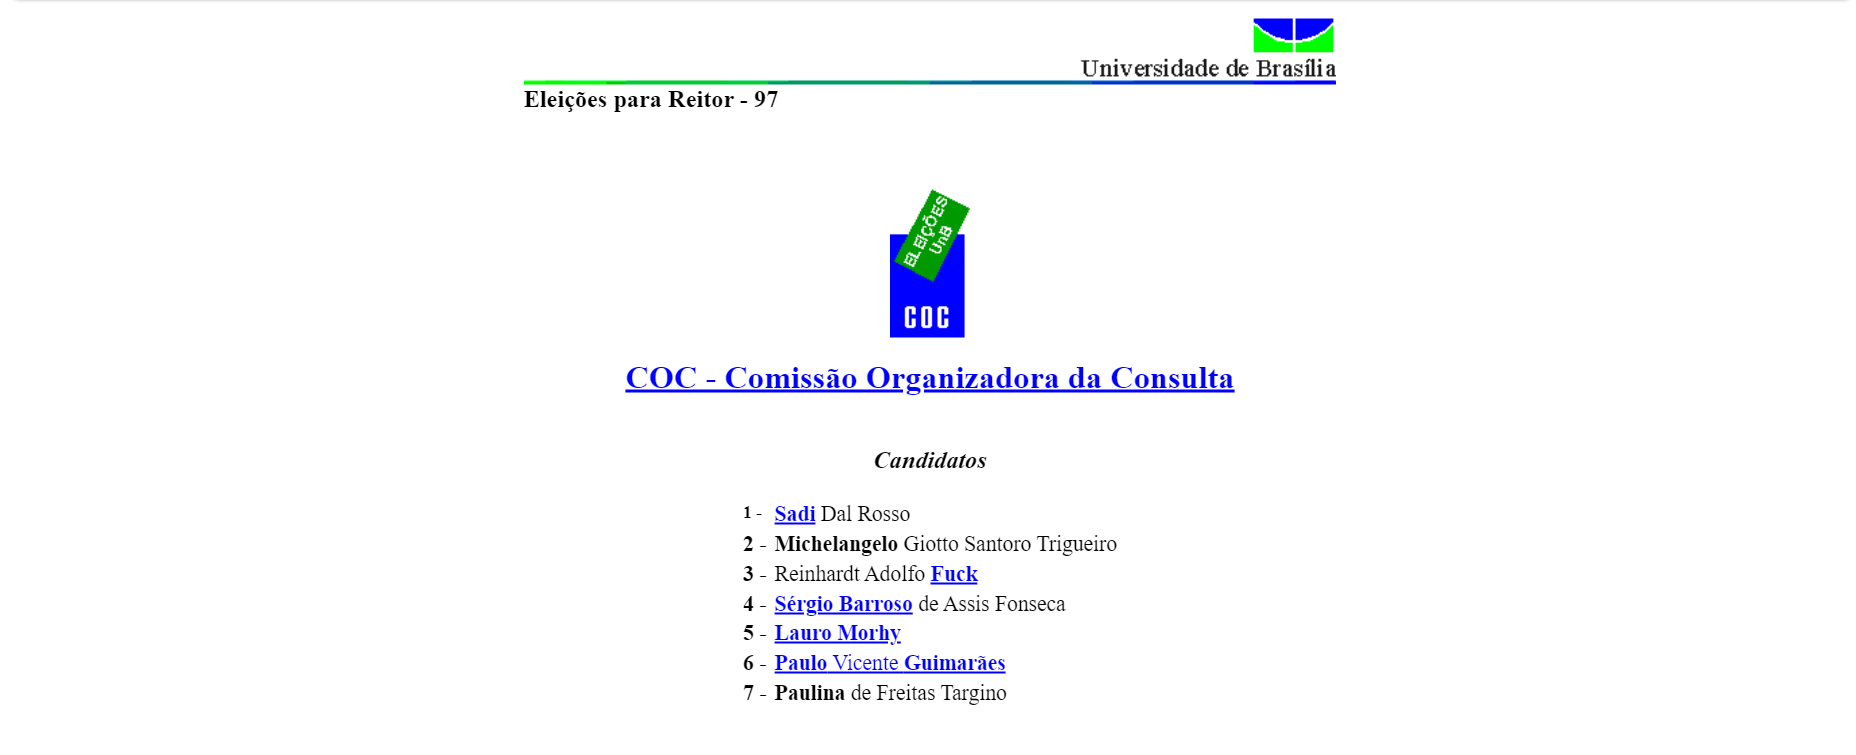 Universidade de Brasília
Eleições para Reitor - 97
ELEIÇÕES
UnB
COC
COC - Comissão Organizadora da Consulta
Candidatos
1 - Sadi Dal Rosso
2 - Michelangelo Giotto Santoro Trigueiro
3 - Reinhardt Adolfo Fuck
4 - Sérgio Barroso de Assis Fonseca
5 - Lauro Morhy
6 - Paulo Vicente Guimarães
7 - Paulina de Freitas Targino